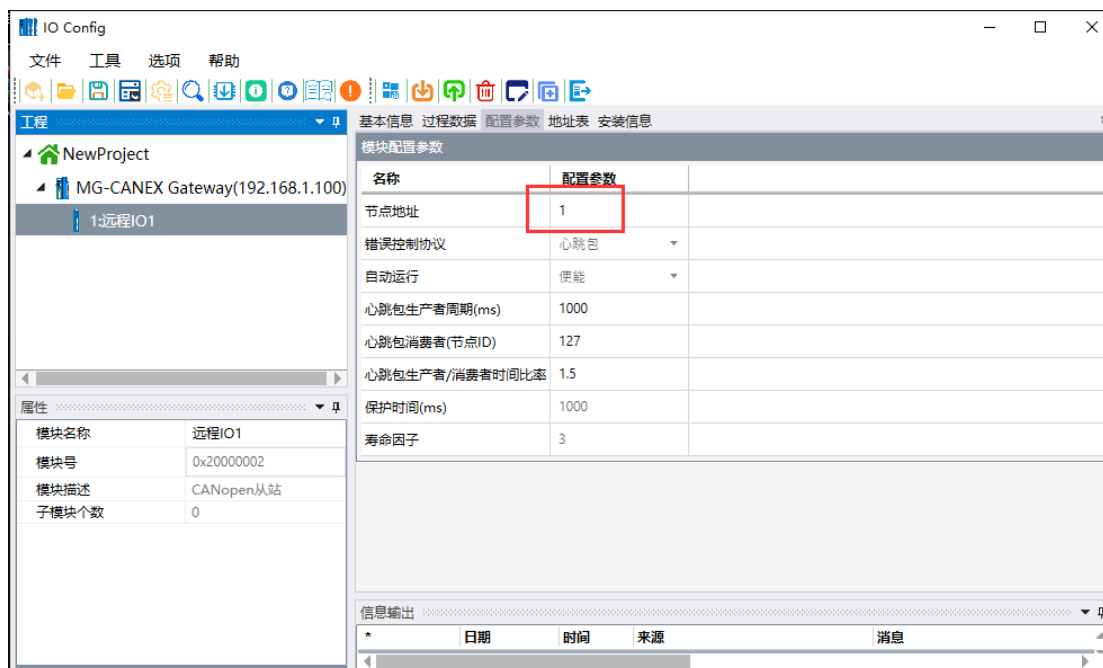 IO Config
文件 工具 选项 帮助
工程
NewProject
MG-CANEX Gateway(192.168.1.100)
1:远程IO1
属性
模块名称 远程IO1
模块号 0x20000002
模块描述 CANopen从站
子模块个数 0
基本信息 过程数据 配置参数 地址表 安装信息
模块配置参数
名称 配置参数
节点地址 1
错误控制协议 心跳包
自动运行 使能
心跳包生产者周期(ms) 1000
心跳包消费者(节点ID) 127
心跳包生产者/消费者时间比率 1.5
保护时间(ms) 1000
寿命因子 3
信息输出
* 日期 时间 来源 消息